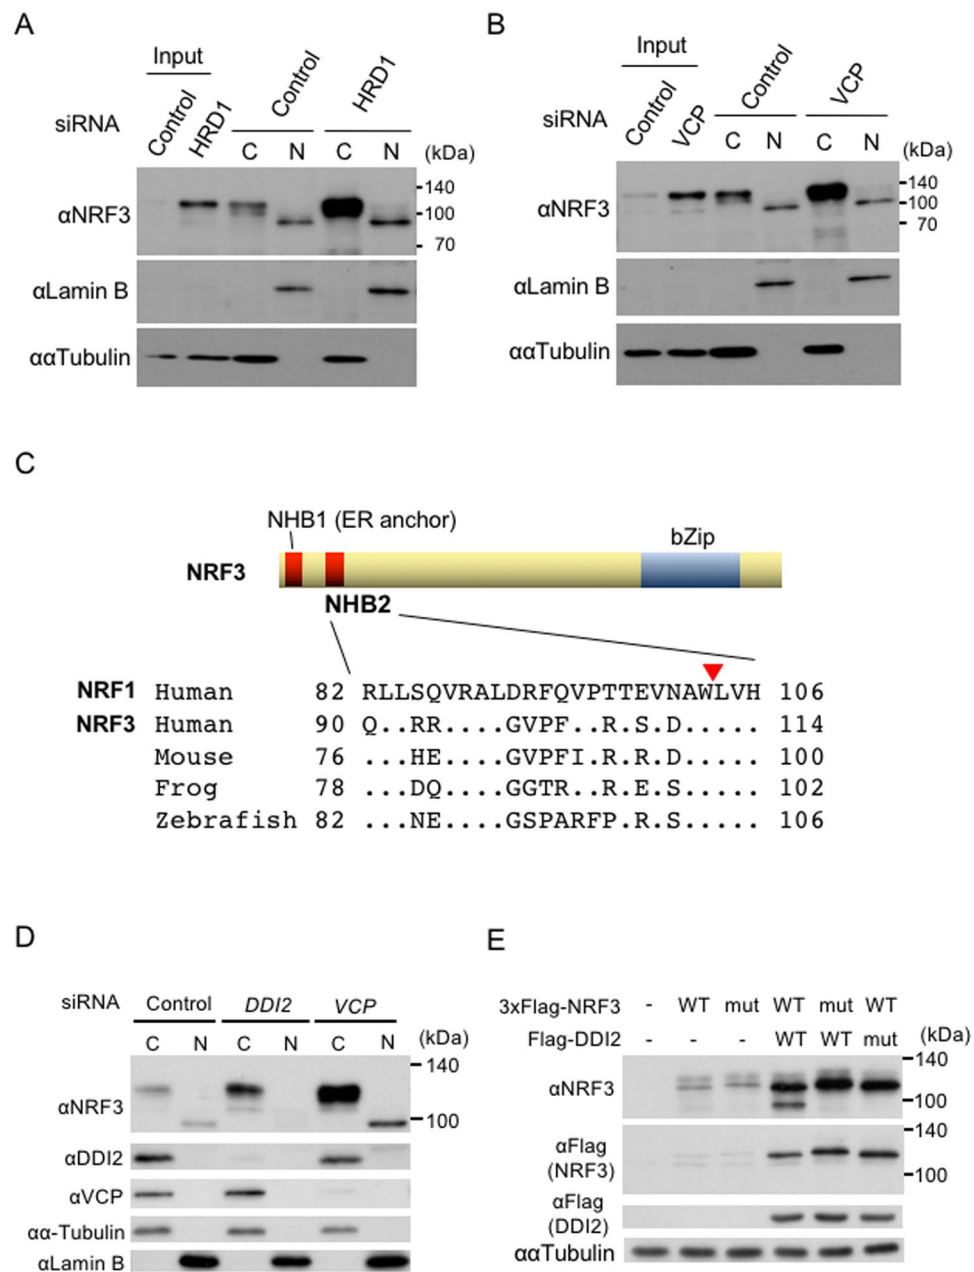 A
Input
siRNA
Control
HRD1
Control
HRD1
C N C N (kDa)
αNRF3
140
100
70
αLamin B
ααTubulin
B
Input
siRNA
Control
VCP
Control
VCP
C N C N (kDa)
αNRF3
140
100
70
αLamin B
ααTubulin
C
NHB1 (ER anchor)
bZip
NRF3
NHB2
NRF1 Human 82 RLLSQVRALDRFQVPTTEVNAWLVH 106
NRF3 Human 90 Q..RR....GVPF..R.S.D..... 114
Mouse 76 ...HE....GVPFI.R.R.D..... 100
Frog 78 ...DQ....GGTR..R.E.S..... 102
Zebrafish 82 ...NE....GSPARFP.R.S..... 106
D
siRNA Control DDI2 VCP
C N C N C N (kDa)
αNRF3
140
100
αDDI2
αVCP
αα-Tubulin
αLamin B
E
3xFlag-NRF3 - WT mut WT mut WT
Flag-DDI2 - - - WT WT mut (kDa)
αNRF3
140
100
αFlag
(NRF3)
140
100
αFlag
(DDI2)
ααTubulin